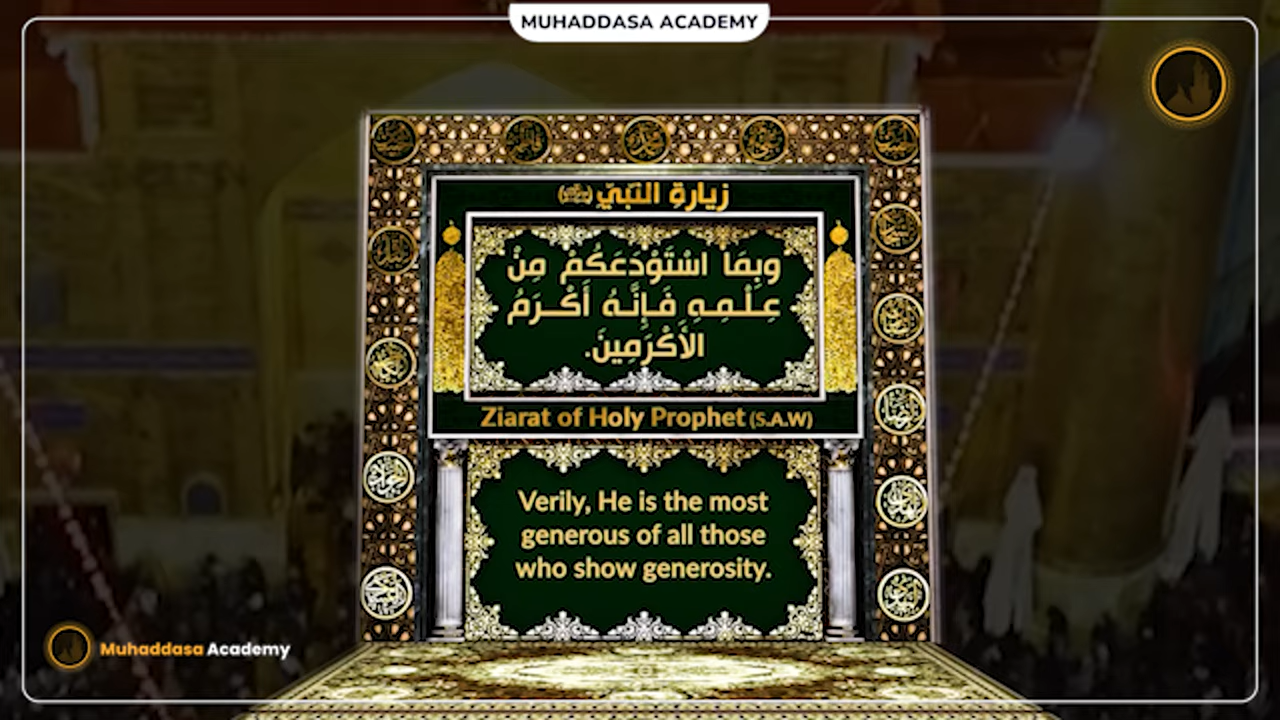 MUHADDASA ACADEMY
زيارة النبي
وبِمَا اسْتَوْدَعَكُمْ مِنْ
عِلْمِهِ فَإِنَّهُ أَكْرَمُ
الأَكْرَمِينَ.
Ziarat of Holy Prophet (S.A.W)
Verily, He is the most
generous of all those
who show generosity.
Muhaddasa Academy